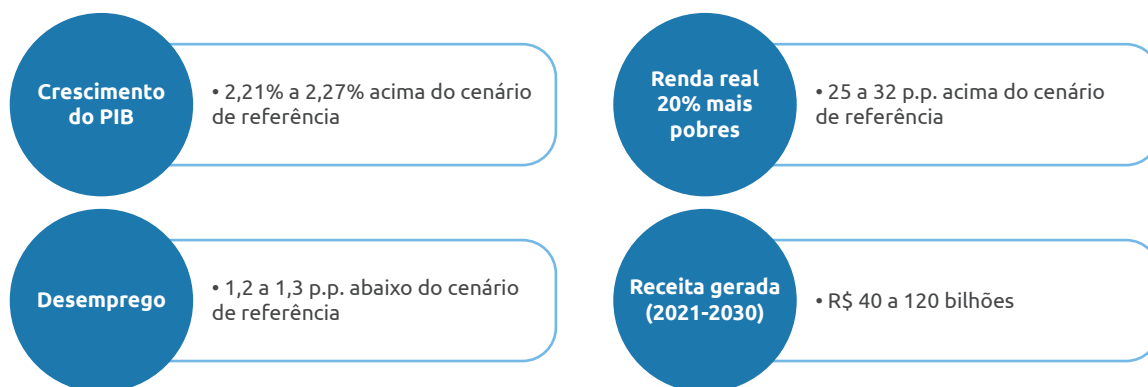 Crescimento
do PIB
• 2,21% a 2,27% acima do cenário
de referência
Renda real
20% mais
pobres
• 25 a 32 p.p. acima do cenário
de referência
Desemprego
• 1,2 a 1,3 p.p. abaixo do cenário
de referência
Receita gerada
(2021-2030)
• R$ 40 a 120 bilhões